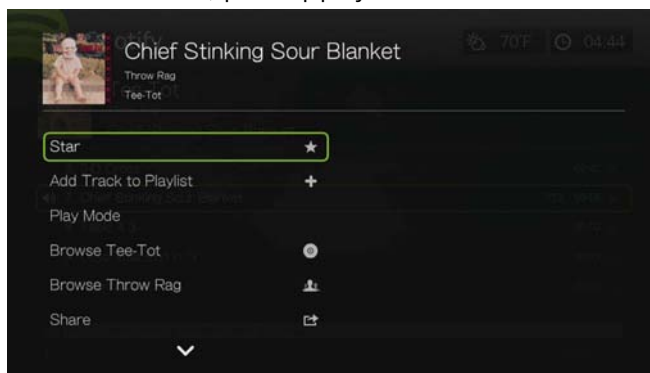 Chief Stinking Sour Blanket
Throw Rag
Tee-Tot
70°F
04:44
Star
Add Track to Playlist
Play Mode
Browse Tee-Tot
Browse Throw Rag
Share